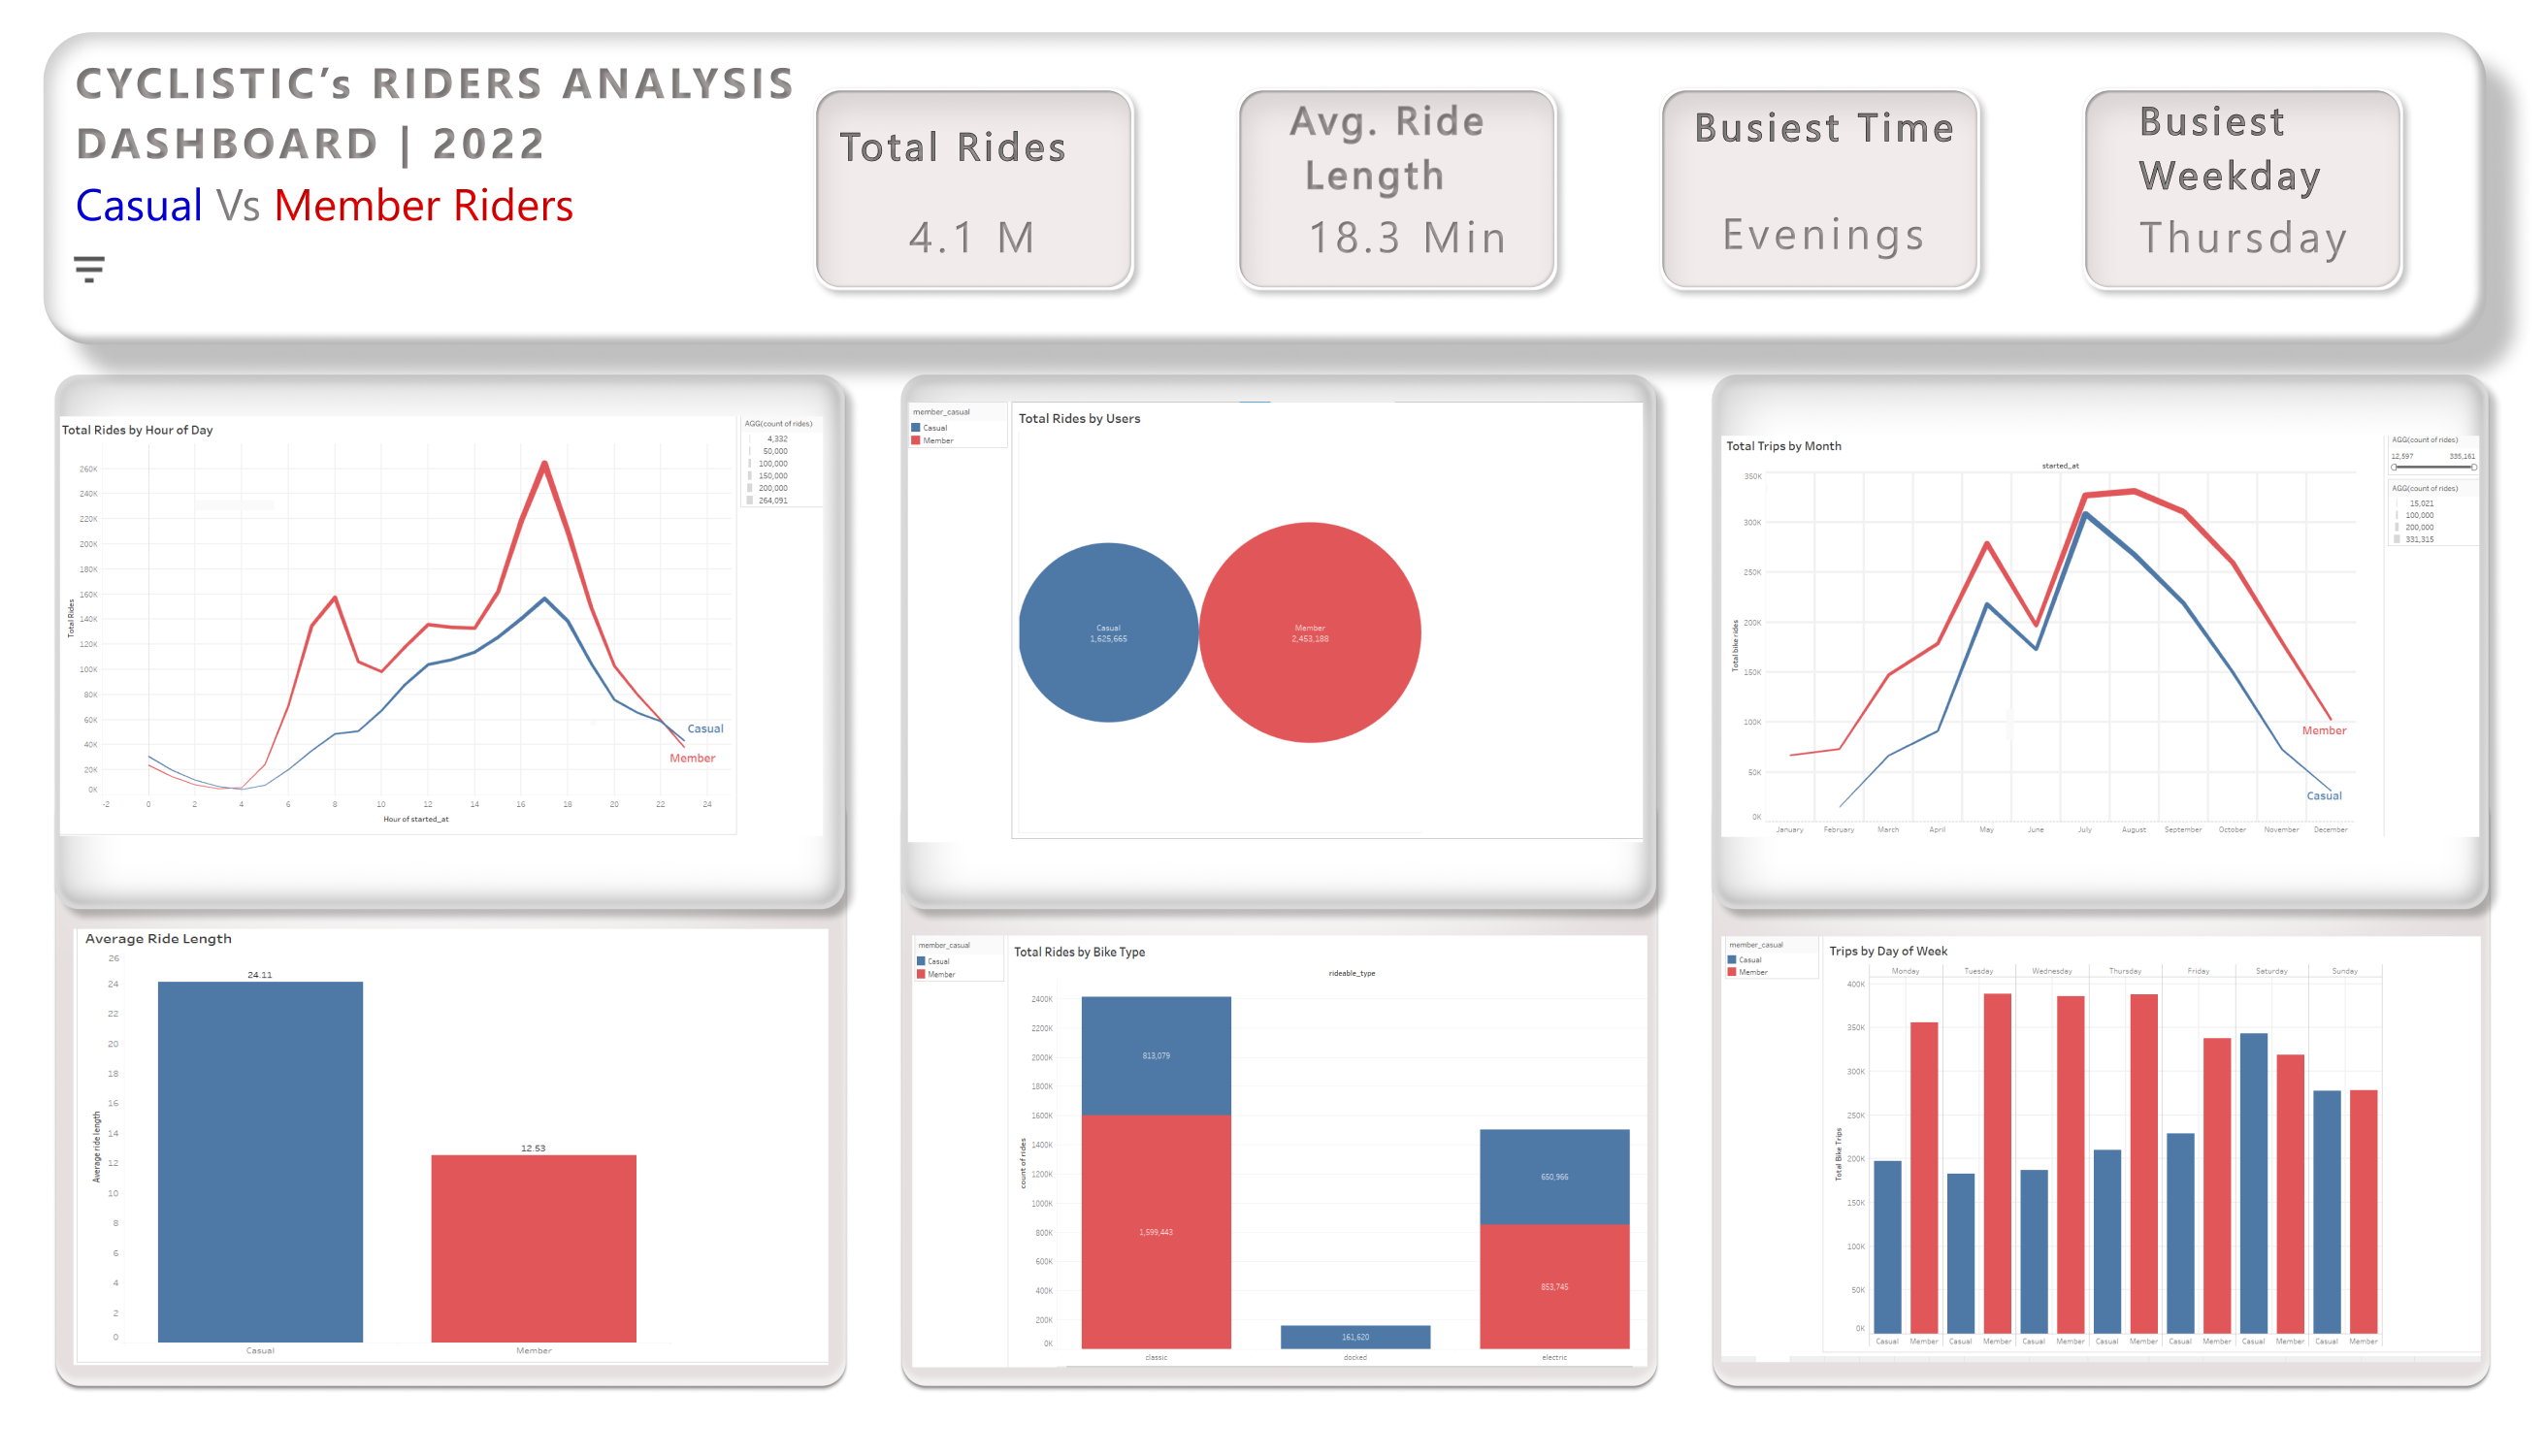 CYCLISTIC's RIDERS ANALYSIS
DASHBOARD | 2022
Casual Vs Member Riders
Total Rides
4.1 M
Avg. Ride
Length
18.3 Min
Busiest Time
Evenings
Busiest
Weekday
Thursday
Total Rides by Hour of Day
AGG(count of rides)
4,332
50,000
100,000
150,000
200,000
264,091
260K
240K
220K
200K
180K
160K
140K
120K
100K
80K
60K
40K
20K
0K
Total Rides
Casual
Member
-2 0 2 4 6 8 10 12 14 16 18 20 22 24
Hour of started_at
member_casual
Casual
Member
Total Rides by Users
Casual
1,625,665
Member
2,453,188
Total Trips by Month
started_at
AGG(count of rides)
12,597 335,161
AGG(count of rides)
15,021
100,000
200,000
331,315
350K
300K
250K
200K
150K
100K
50K
0K
Total bike rides
Member
Casual
January February March April May June July August September October November December
Average Ride Length
26
24
22
20
18
16
14
12
10
8
6
4
2
0
Average ride length
24.11
12.53
Casual Member
member_casual
Casual
Member
Total Rides by Bike Type
rideable_type
2400K
2200K
2000K
1800K
1600K
1400K
1200K
1000K
800K
600K
400K
200K
0K
count of rides
813,079
1,599,443
161,620
650,966
853,745
classic docked electric
member_casual
Casual
Member
Trips by Day of Week
Monday Tuesday Wednesday Thursday Friday Saturday Sunday
400K
350K
300K
250K
200K
150K
100K
50K
0K
Total Bike Trips
Casual Member Casual Member Casual Member Casual Member Casual Member Casual Member Casual Member